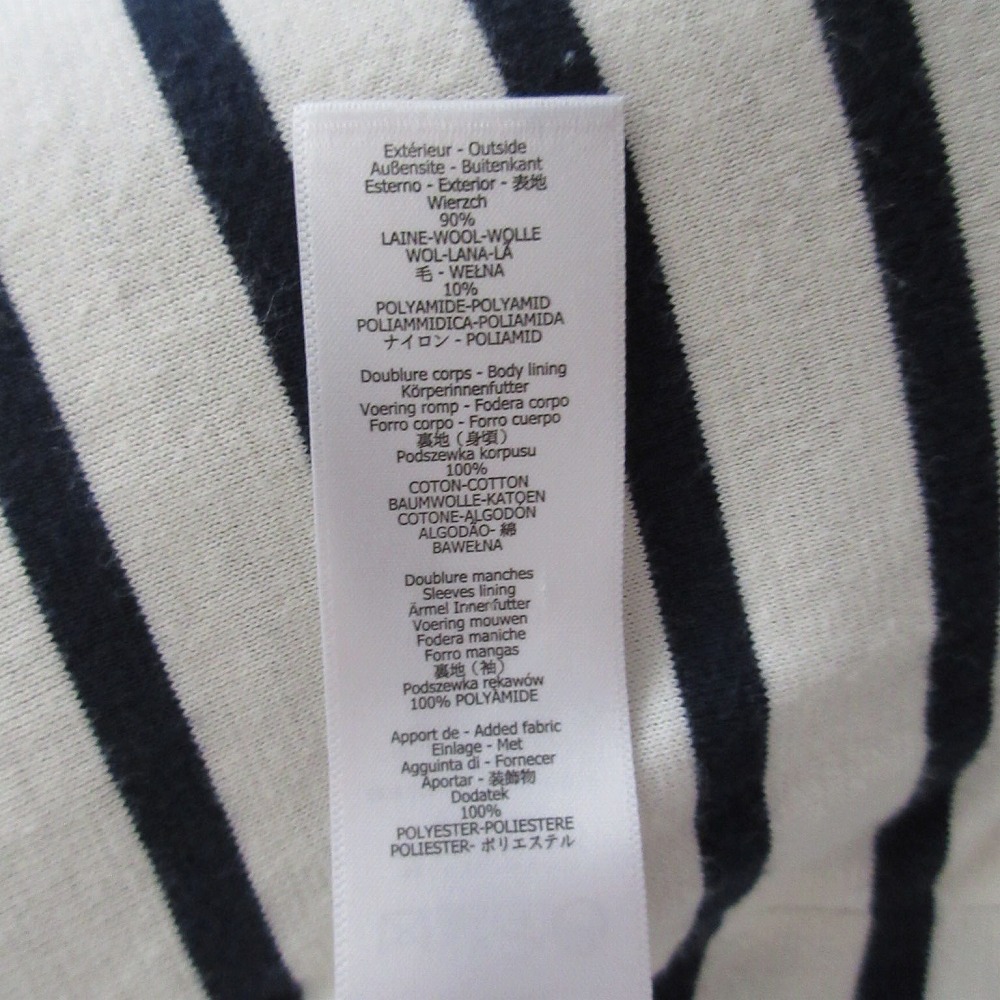 Extérieur - Outside
Außensite - Buitenkant
Esterno - Exterior - 表地
Wierzch
90%
LAINE-WOOL-WOLLE
WOL-LANA-LÃ
毛 - WEŁNA
10%
POLYAMIDE-POLYAMID
POLIAMMIDICA-POLIAMIDA
ナイロン - POLIAMID
Doublure corps - Body lining
Körperinnenfutter
Voering romp - Fodera corpo
Forro corpo - Forro cuerpo
裏地（身頃）
Podszewka korpusu
100%
COTON-COTTON
BAUMWOLLE-KATOEN
COTONE-ALGODÓN
ALGODÃO- 綿
BAWEŁNA
Doublure manches
Sleeves lining
Ärmel Innenfutter
Voering mouwen
Fodera maniche
Forro mangas
裏地（袖）
Podszewka rękawów
100% POLYAMIDE
Apport de - Added fabric
Einlage - Met
Agguinta di - Fornecer
Aportar - 装飾物
Dodatek
100%
POLYESTER-POLIESTERE
POLIESTER- ポリエステル